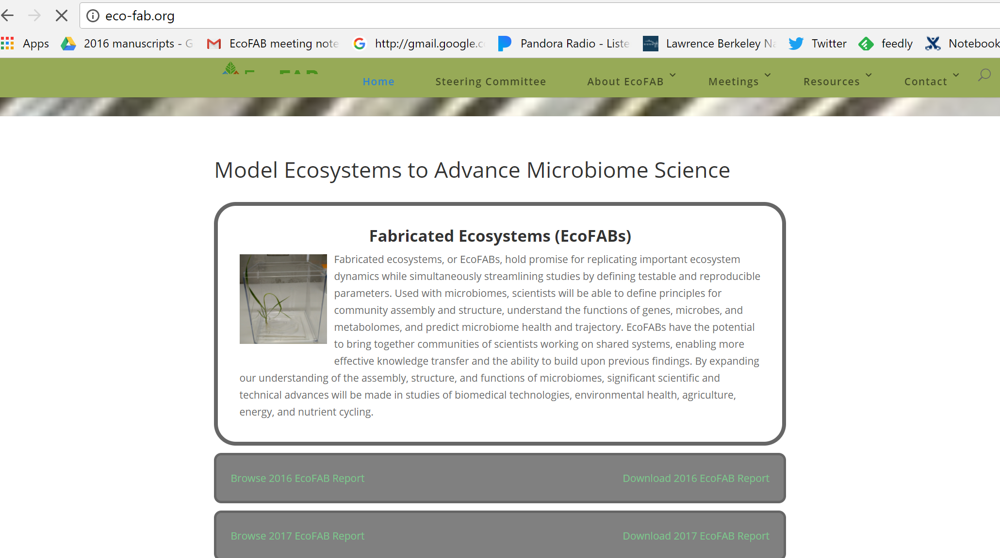 eco-fab.org
Apps 2016 manuscripts - G EcoFAB meeting note http://gmail.google.c Pandora Radio - Liste Lawrence Berkeley Na Twitter feedly Notebook
EcoFAB
Home Steering Committee About EcoFAB Meetings Resources Contact
Model Ecosystems to Advance Microbiome Science
Fabricated Ecosystems (EcoFABs)
Fabricated ecosystems, or EcoFABs, hold promise for replicating important ecosystem
dynamics while simultaneously streamlining studies by defining testable and reproducible
parameters. Used with microbiomes, scientists will be able to define principles for
community assembly and structure, understand the functions of genes, microbes, and
metabolomes, and predict microbiome health and trajectory. EcoFABs have the potential
to bring together communities of scientists working on shared systems, enabling more
effective knowledge transfer and the ability to build upon previous findings. By expanding
our understanding of the assembly, structure, and functions of microbiomes, significant scientific and
technical advances will be made in studies of biomedical technologies, environmental health, agriculture,
energy, and nutrient cycling.
Browse 2016 EcoFAB Report Download 2016 EcoFAB Report
Browse 2017 EcoFAB Report Download 2017 EcoFAB Report